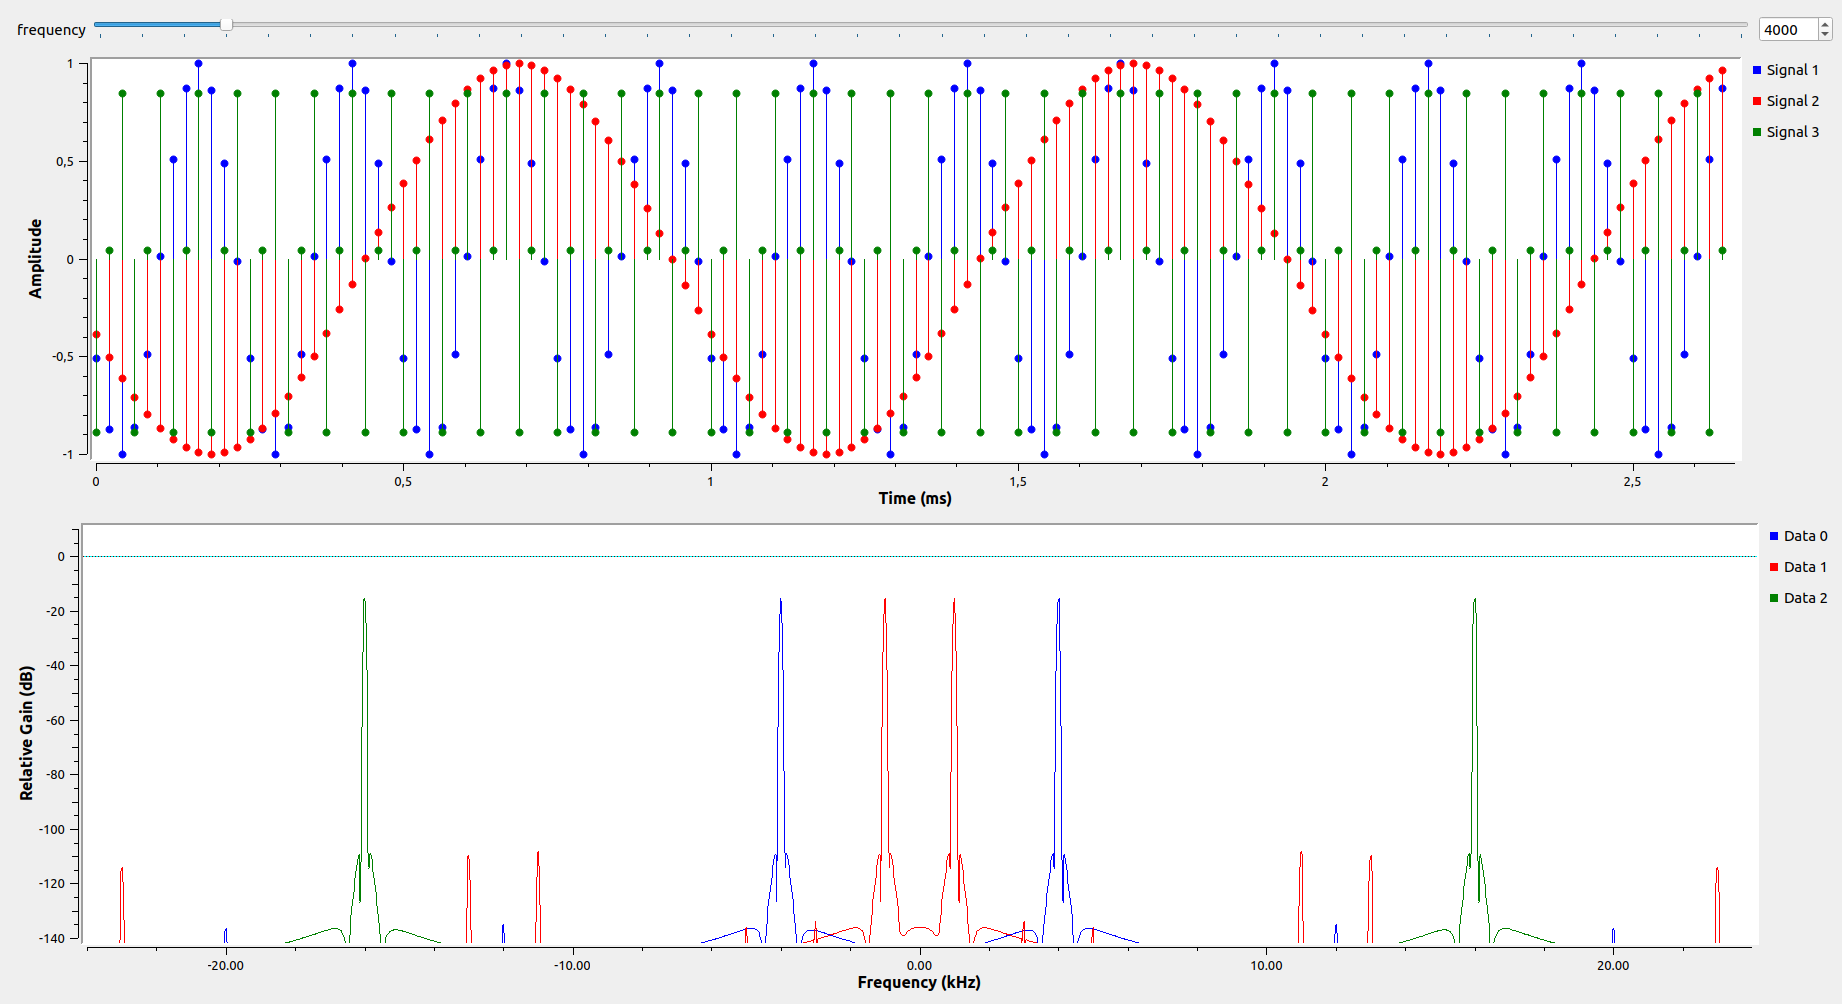 frequency
4000
1
0,5
0
-0,5
-1
Amplitude
0
0,5
1
1,5
2
2,5
Time (ms)
Signal 1
Signal 2
Signal 3
0
-20
-40
-60
-80
-100
-120
-140
Relative Gain (dB)
-20.00
-10.00
0.00
10.00
20.00
Frequency (kHz)
Data 0
Data 1
Data 2